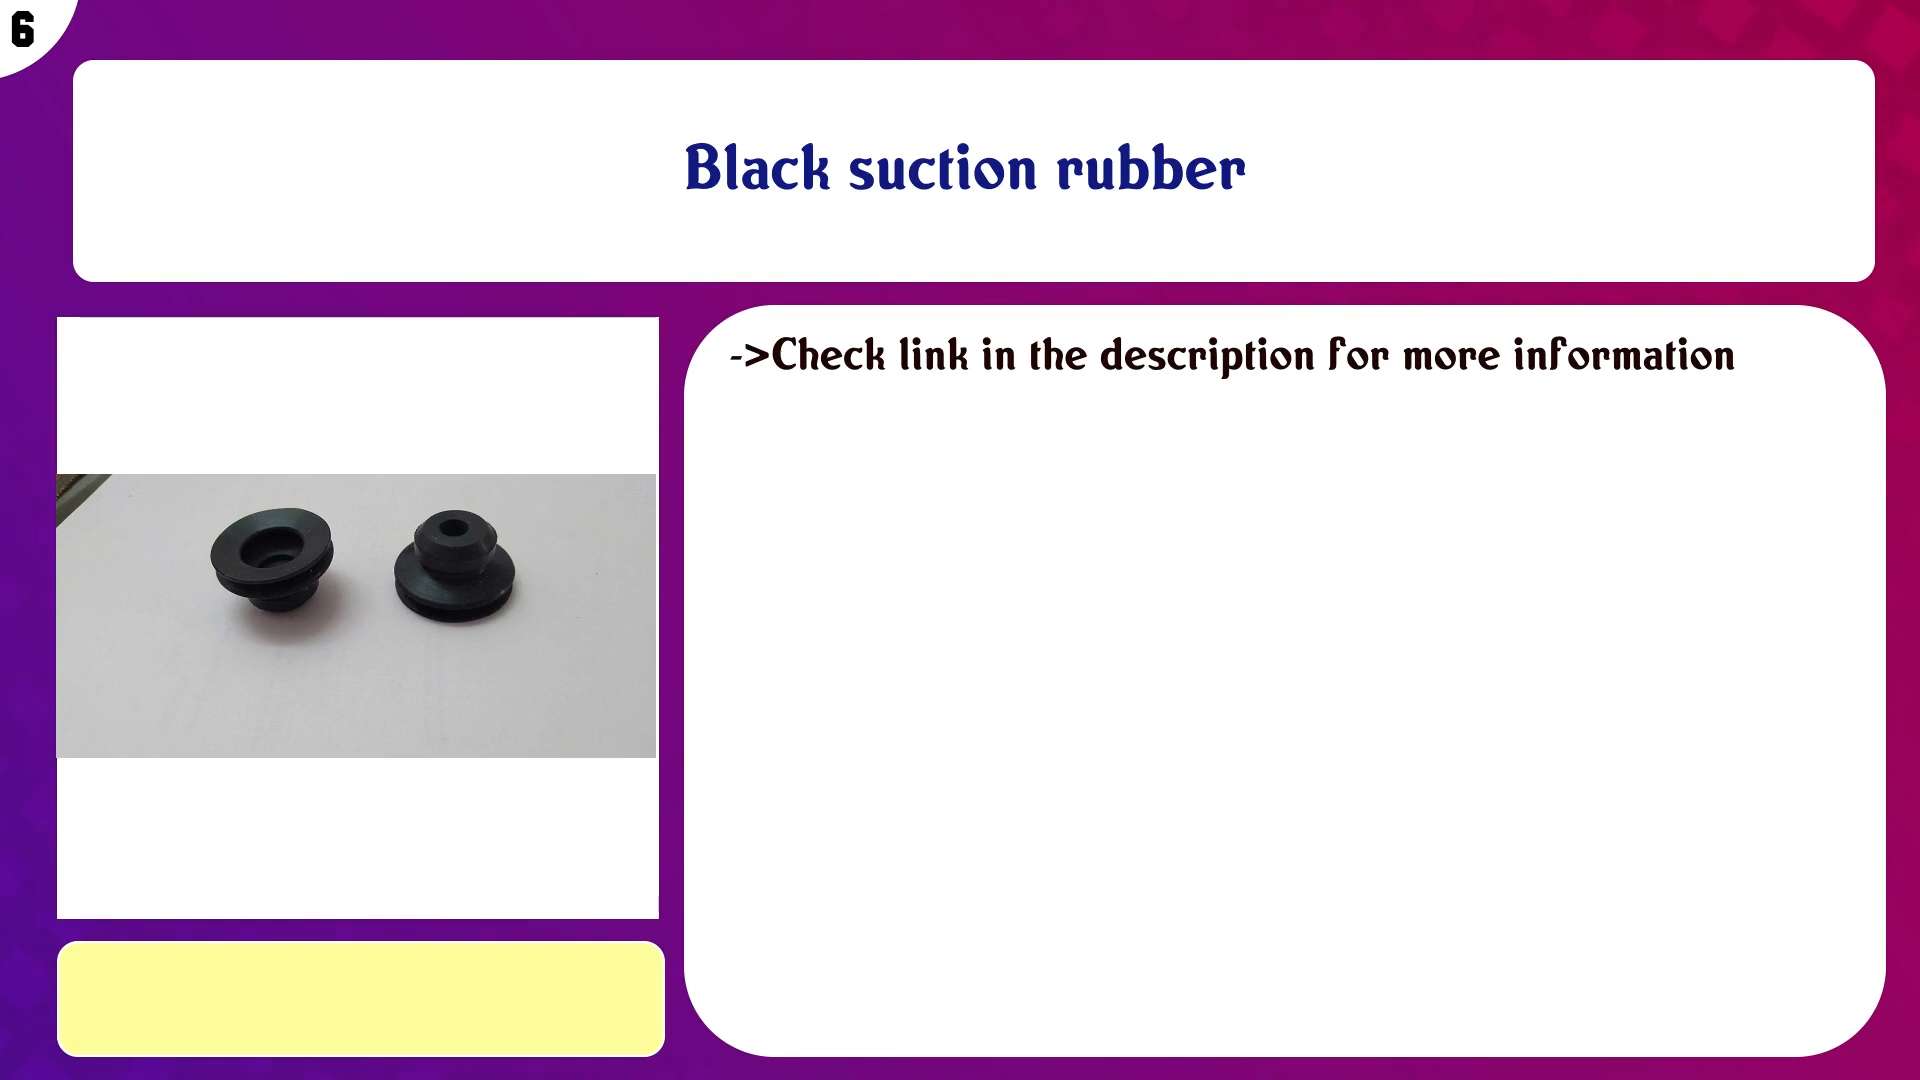 6
Black suction rubber
->Check link in the description for more information